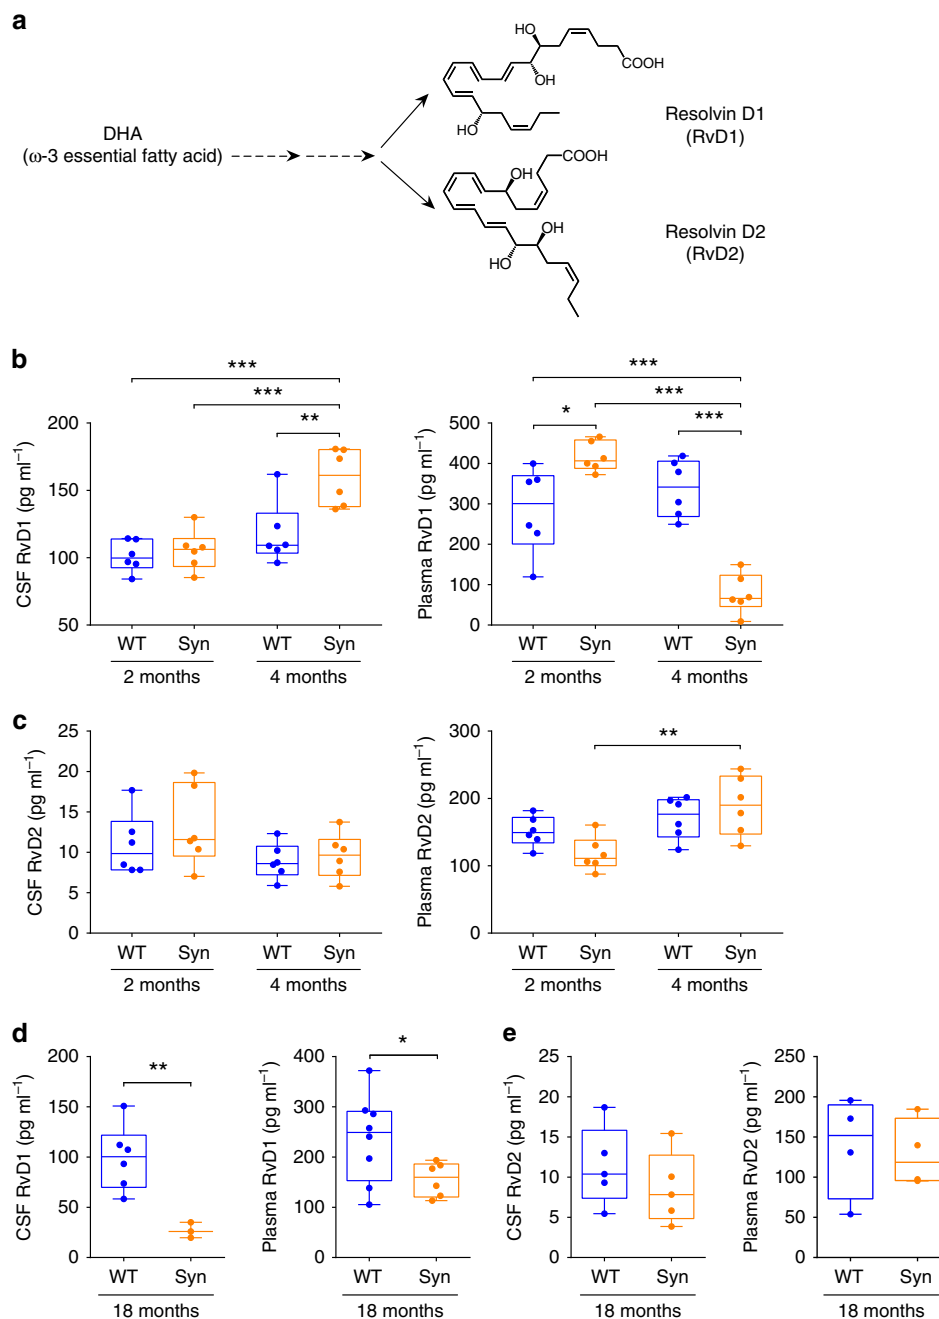 a
HO
COOH
OH
HO
DHA
(ω-3 essential fatty acid)
Resolvin D1
(RvD1)
COOH
OH
OH
HO
Resolvin D2
(RvD2)
b
***
***
**
200
150
100
50
CSF RvD1 (pg ml⁻¹)
WT Syn WT Syn
2 months 4 months
***
***
* ***
500
400
300
200
100
0
Plasma RvD1 (pg ml⁻¹)
WT Syn WT Syn
2 months 4 months
c
25
20
15
10
5
0
CSF RvD2 (pg ml⁻¹)
WT Syn WT Syn
2 months 4 months
**
300
200
100
0
Plasma RvD2 (pg ml⁻¹)
WT Syn WT Syn
2 months 4 months
d
**
200
150
100
50
0
CSF RvD1 (pg ml⁻¹)
WT Syn
18 months
*
400
300
200
100
0
Plasma RvD1 (pg ml⁻¹)
WT Syn
18 months
e
25
20
15
10
5
0
CSF RvD2 (pg ml⁻¹)
WT Syn
18 months
250
200
150
100
50
0
Plasma RvD2 (pg ml⁻¹)
WT Syn
18 months